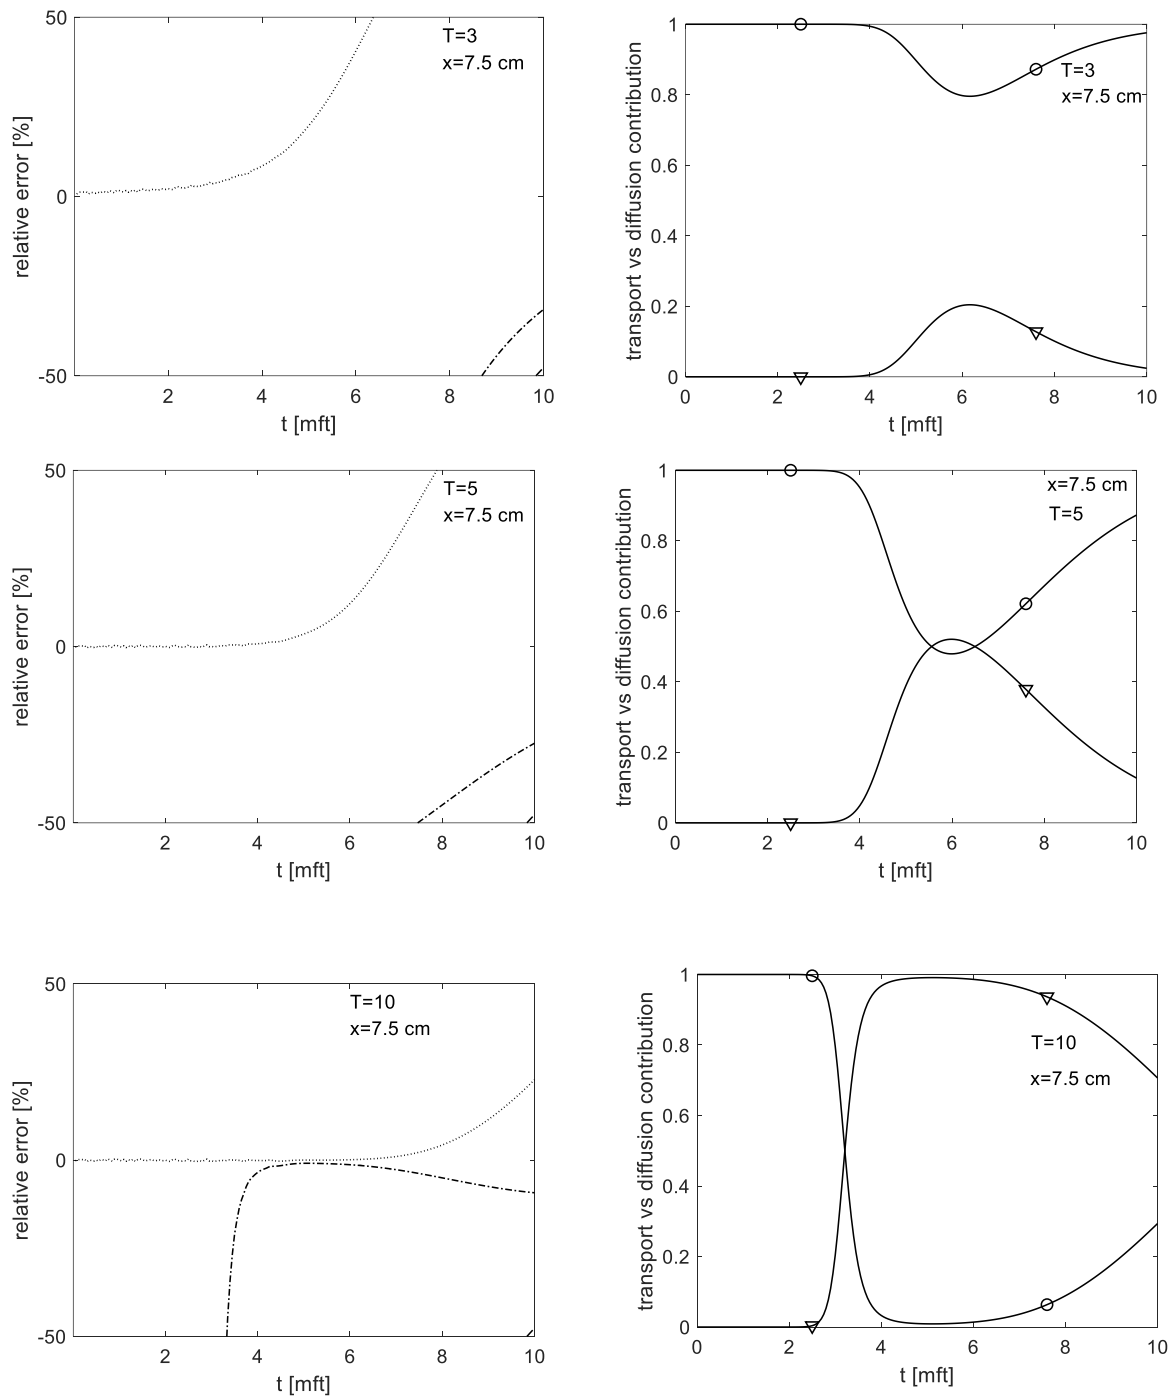 50
0
-50
relative error [%]
2 4 6 8 10
t [mft]
T=3
x=7.5 cm
1
0.8
0.6
0.4
0.2
0
transport vs diffusion contribution
0 2 4 6 8 10
t [mft]
T=3
x=7.5 cm
50
0
-50
relative error [%]
2 4 6 8 10
t [mft]
T=5
x=7.5 cm
1
0.8
0.6
0.4
0.2
0
transport vs diffusion contribution
0 2 4 6 8 10
t [mft]
x=7.5 cm
T=5
50
0
-50
relative error [%]
2 4 6 8 10
t [mft]
T=10
x=7.5 cm
1
0.8
0.6
0.4
0.2
0
transport vs diffusion contribution
0 2 4 6 8 10
t [mft]
T=10
x=7.5 cm